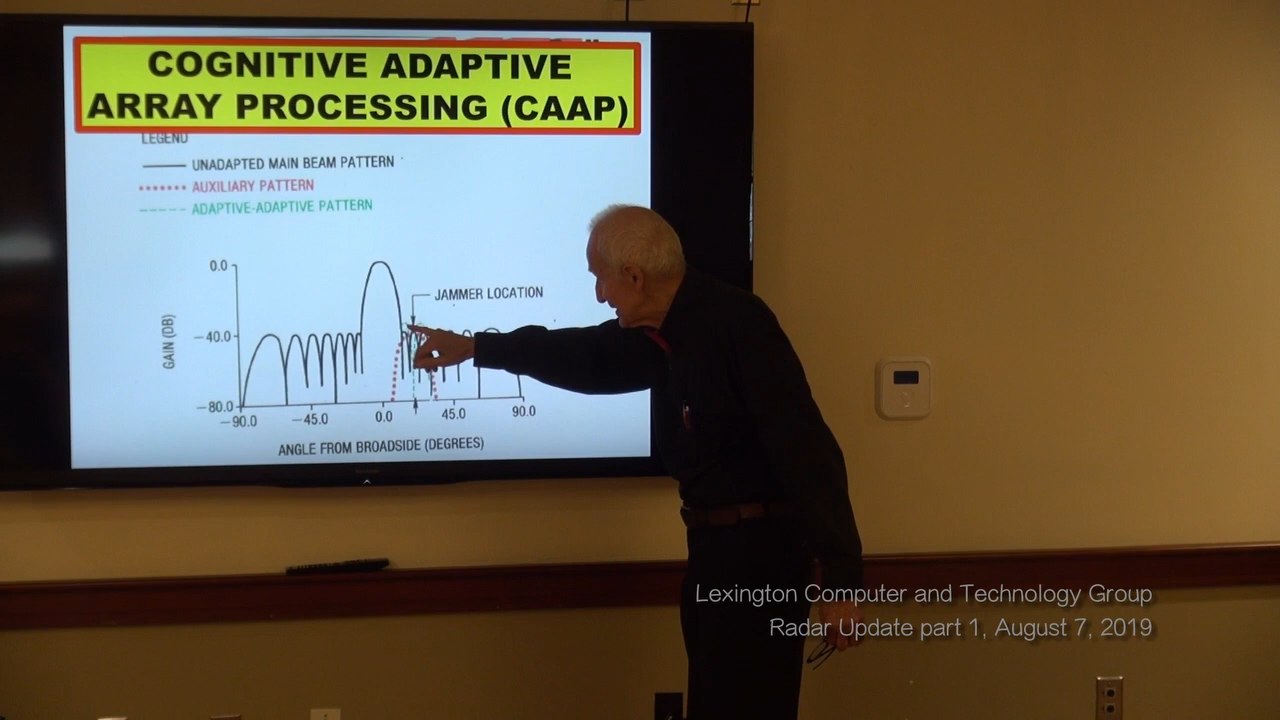 COGNITIVE ADAPTIVE
ARRAY PROCESSING (CAAP)
LEGEND
UNADAPTED MAIN BEAM PATTERN
AUXILIARY PATTERN
ADAPTIVE-ADAPTIVE PATTERN
0.0
JAMMER LOCATION
GAIN (DB)
−40.0
−80.0
−90.0
−45.0
0.0
45.0
90.0
ANGLE FROM BROADSIDE (DEGREES)
Lexington Computer and Technology Group
Radar Update part 1, August 7, 2019